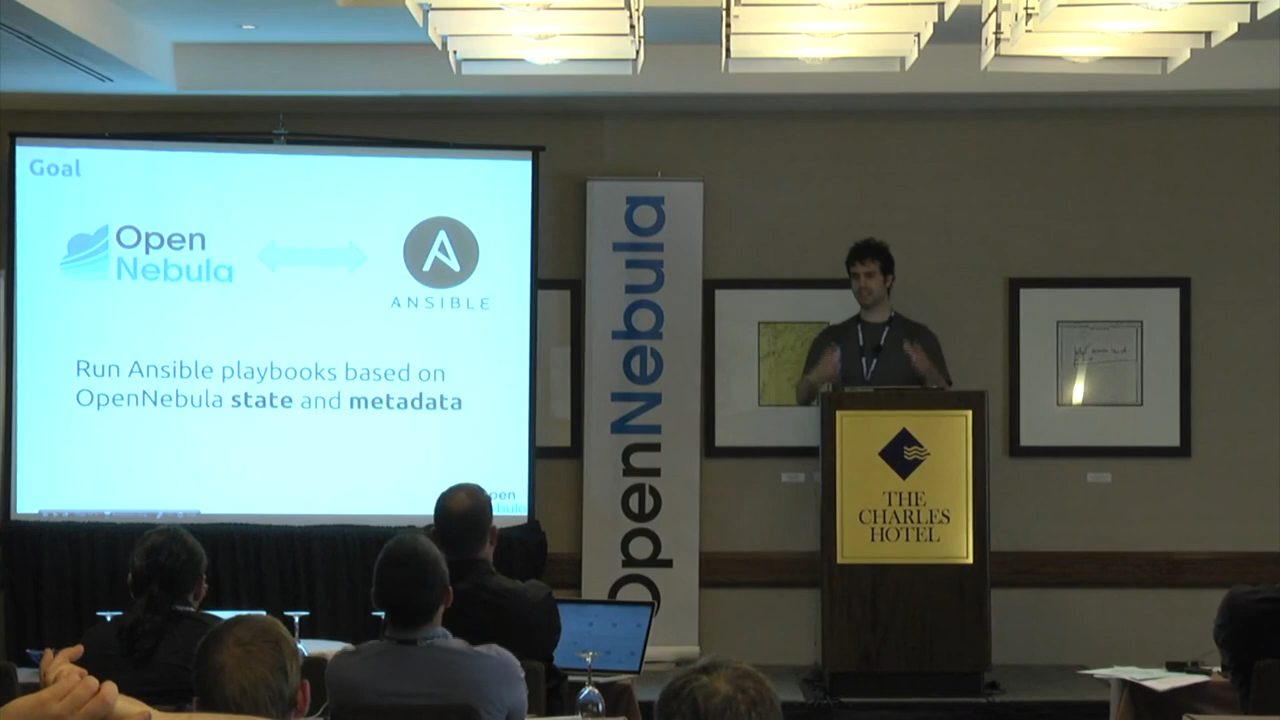 Goal
Open
Nebula
ANSIBLE
Run Ansible playbooks based on
OpenNebula state and metadata
OpenNebula
THE
CHARLES
HOTEL